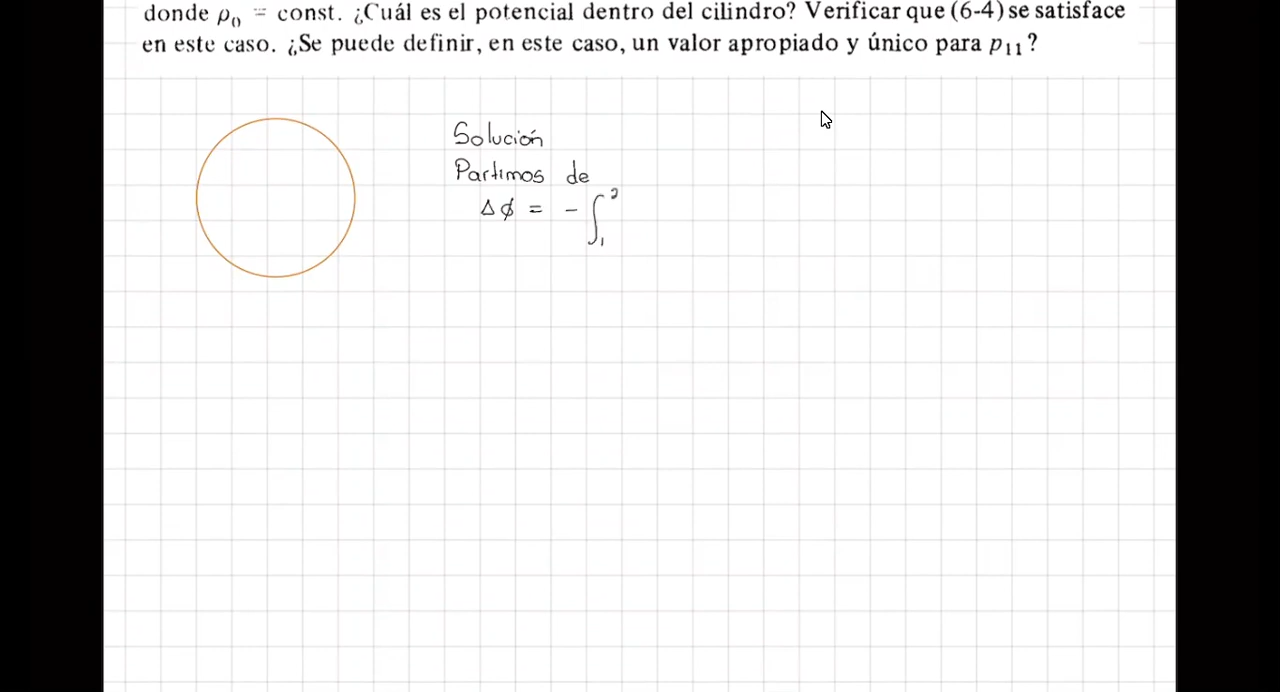 donde ρ₀ = const. ¿Cuál es el potencial dentro del cilindro? Verificar que (6-4) se satisface
en este caso. ¿Se puede definir, en este caso, un valor apropiado y único para p₁₁?
Solución
Partimos de
Δϕ = - ∫₁²